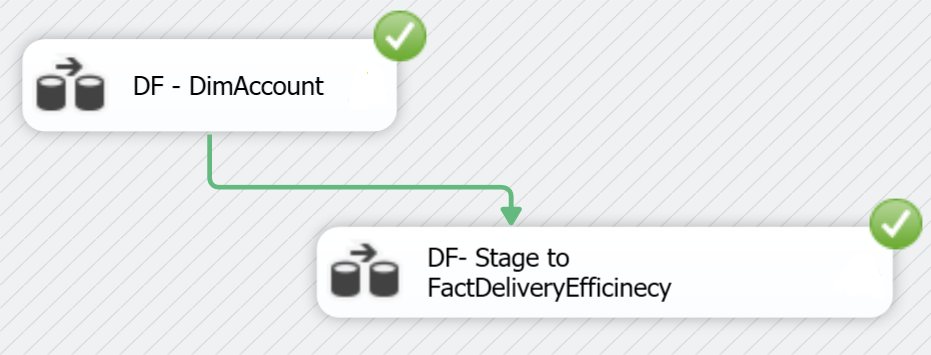 DF - DimAccount
DF- Stage to
FactDeliveryEfficinecy